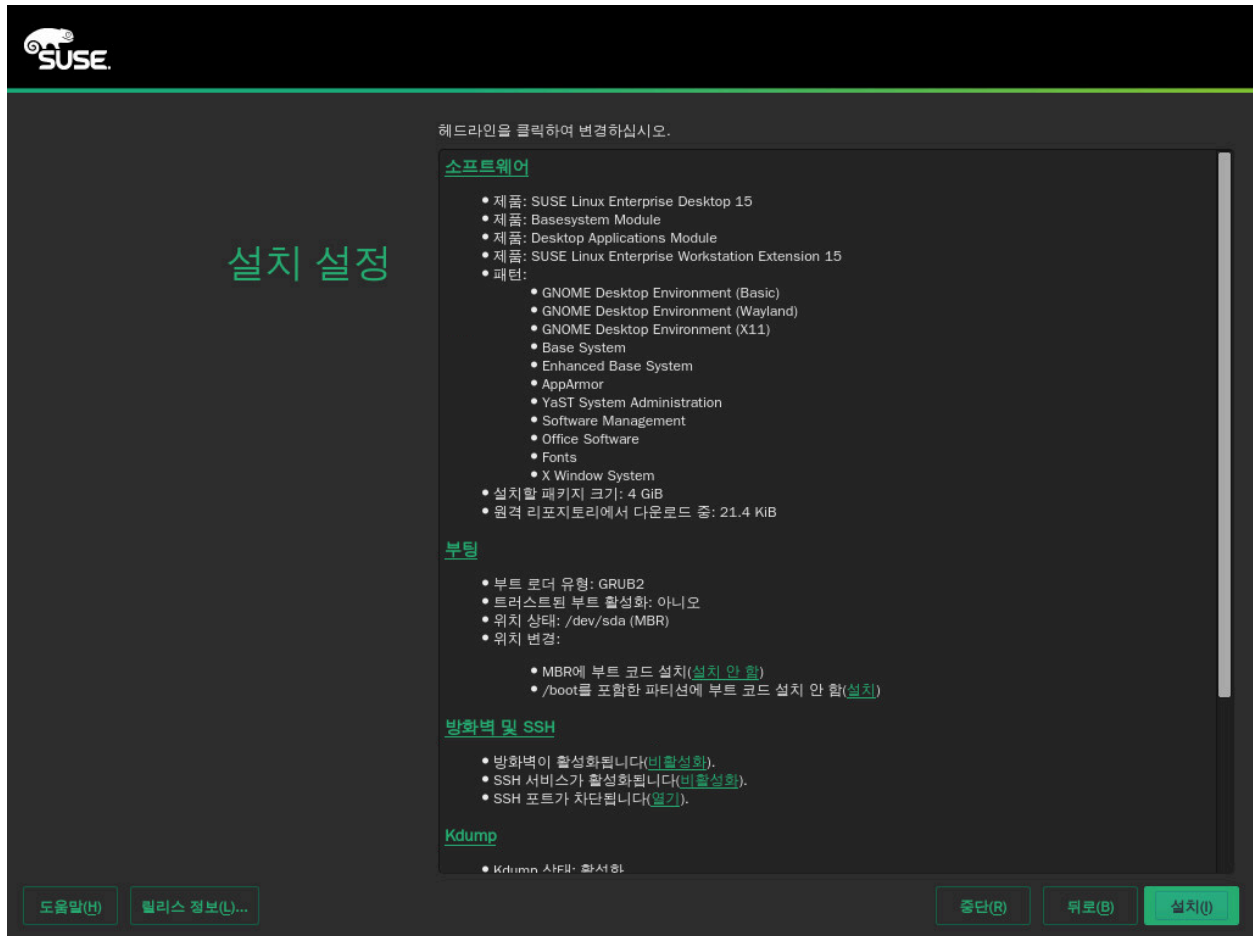 SUSE.
헤드라인을 클릭하여 변경하십시오.
설치 설정
소프트웨어
• 제품: SUSE Linux Enterprise Desktop 15
• 제품: Basesystem Module
• 제품: Desktop Applications Module
• 제품: SUSE Linux Enterprise Workstation Extension 15
• 패턴:
• GNOME Desktop Environment (Basic)
• GNOME Desktop Environment (Wayland)
• GNOME Desktop Environment (X11)
• Base System
• Enhanced Base System
• AppArmor
• YaST System Administration
• Software Management
• Office Software
• Fonts
• X Window System
• 설치할 패키지 크기: 4 GiB
• 원격 리포지토리에서 다운로드 중: 21.4 KiB
부팅
• 부트 로더 유형: GRUB2
• 트러스트된 부트 활성화: 아니오
• 위치 상태: /dev/sda (MBR)
• 위치 변경:
• MBR에 부트 코드 설치(설치 안 함)
• /boot를 포함한 파티션에 부트 코드 설치 안 함(설치)
방화벽 및 SSH
• 방화벽이 활성화됩니다(비활성화).
• SSH 서비스가 활성화됩니다(비활성화).
• SSH 포트가 차단됩니다(열기).
Kdump
• Kdump 상태: 활성화
도움말(H)
릴리스 정보(L)...
중단(R)
뒤로(B)
설치(I)